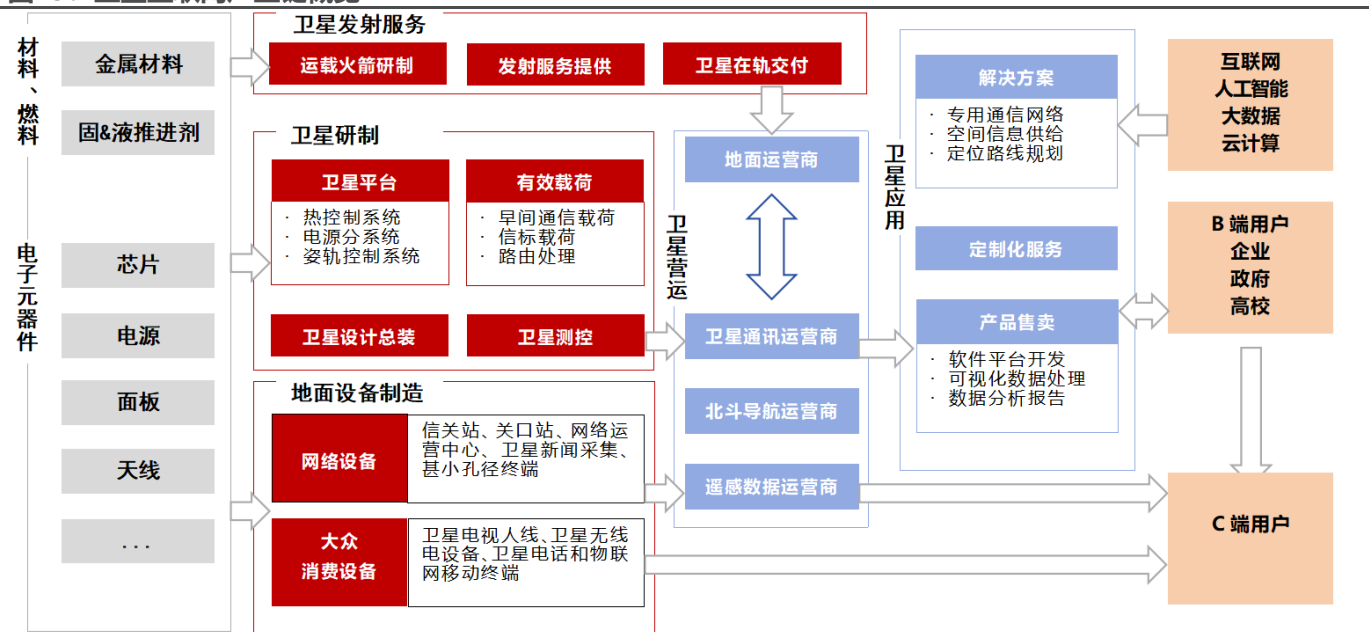 材料、燃料
金属材料
固&液推进剂
电子元器件
芯片
电源
面板
天线
...
卫星发射服务
运载火箭研制
发射服务提供
卫星在轨交付
卫星研制
卫星平台
· 热控制系统
· 电源分系统
· 姿轨控制系统
有效载荷
· 早间通信载荷
· 信标载荷
· 路由处理
卫星设计总装
卫星测控
地面设备制造
网络设备
信关站、关口站、网络运
营中心、卫星新闻采集、
甚小孔径终端
大众
消费设备
卫星电视人线、卫星无线
电设备、卫星电话和物联
网移动终端
卫星营运
地面运营商
卫星通讯运营商
北斗导航运营商
遥感数据运营商
卫星应用
解决方案
· 专用通信网络
· 空间信息供给
· 定位路线规划
定制化服务
产品售卖
· 软件平台开发
· 可视化数据处理
· 数据分析报告
互联网
人工智能
大数据
云计算
B 端用户
企业
政府
高校
C 端用户